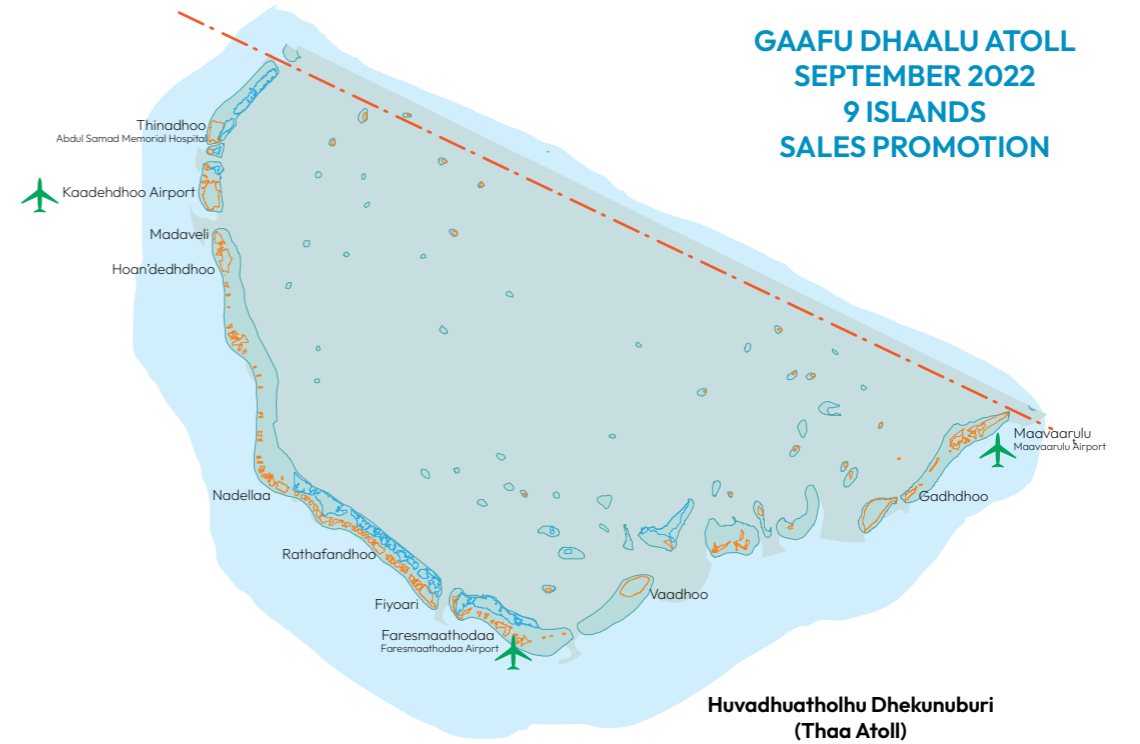 GAAFU DHAALU ATOLL
SEPTEMBER 2022
9 ISLANDS
SALES PROMOTION
Thinadhoo
Abdul Samad Memorial Hospital
Kaadehdhoo Airport
Madaveli
Hoan'dedhdhoo
Maavaarulu
Maavaarulu Airport
Gadhdhoo
Nadellaa
Rathafandhoo
Vaadhoo
Fiyoari
Faresmaathodaa
Faresmaathodaa Airport
Huvadhuatholhu Dhekunuburi
(Thaa Atoll)